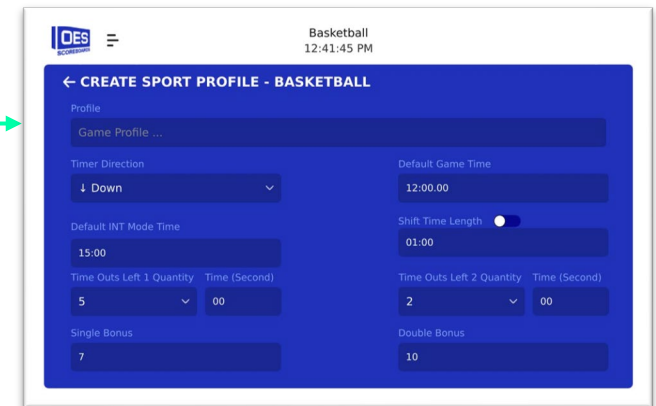 OES
SCOREBOARDS
Basketball
12:41:45 PM
← CREATE SPORT PROFILE - BASKETBALL
Profile
Game Profile ...
Timer Direction
Default Game Time
↓ Down
12:00.00
Default INT Mode Time
Shift Time Length
15:00
01:00
Time Outs Left 1 Quantity Time (Second)
Time Outs Left 2 Quantity Time (Second)
5 00
2 00
Single Bonus
Double Bonus
7
10